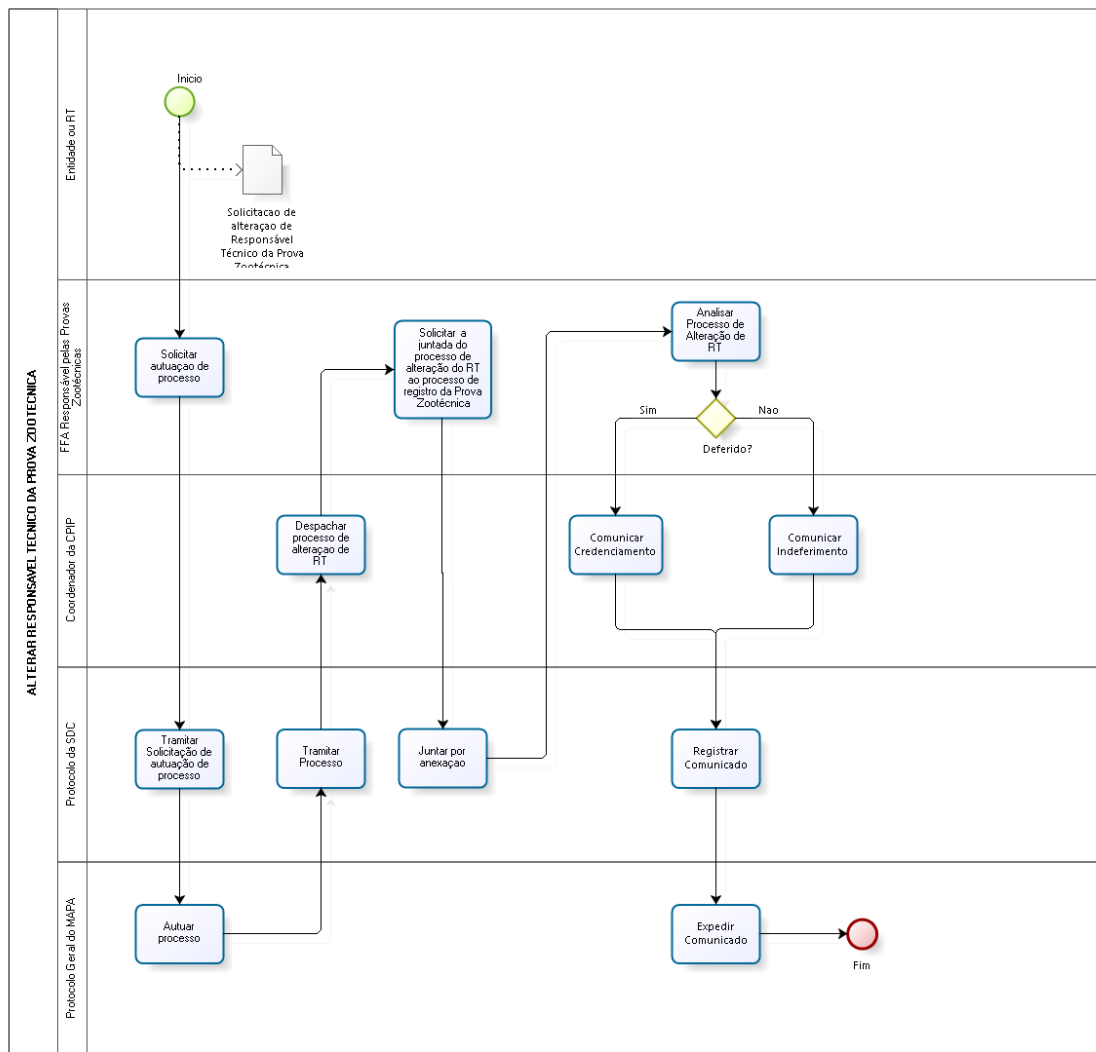 ALTERAR RESPONSAVEL TECNICO DA PROVA ZOOTECNICA
Entidade ou RT
Inicio
Solicitacao de
alteraçao de
Responsável
Técnico da Prova
Zootécnica
FFA Responsável pelas Provas
Zootécnicas
Solicitar
autuaçao de
processo
Solicitar a
juntada do
processo de
alteração do RT
ao processo de
registro da Prova
Zootécnica
Analisar
Processo de
Alteração de
RT
Sim
Nao
Deferido?
Coordenador da CPIP
Despachar
processo de
alteraçao de
RT
Comunicar
Credenciamento
Comunicar
Indeferimento
Protocolo da SDC
Tramitar
Solicitação de
autuação de
processo
Tramitar
Processo
Juntar por
anexaçao
Registrar
Comunicado
Protocolo Geral do MAPA
Autuar
processo
Expedir
Comunicado
Fim